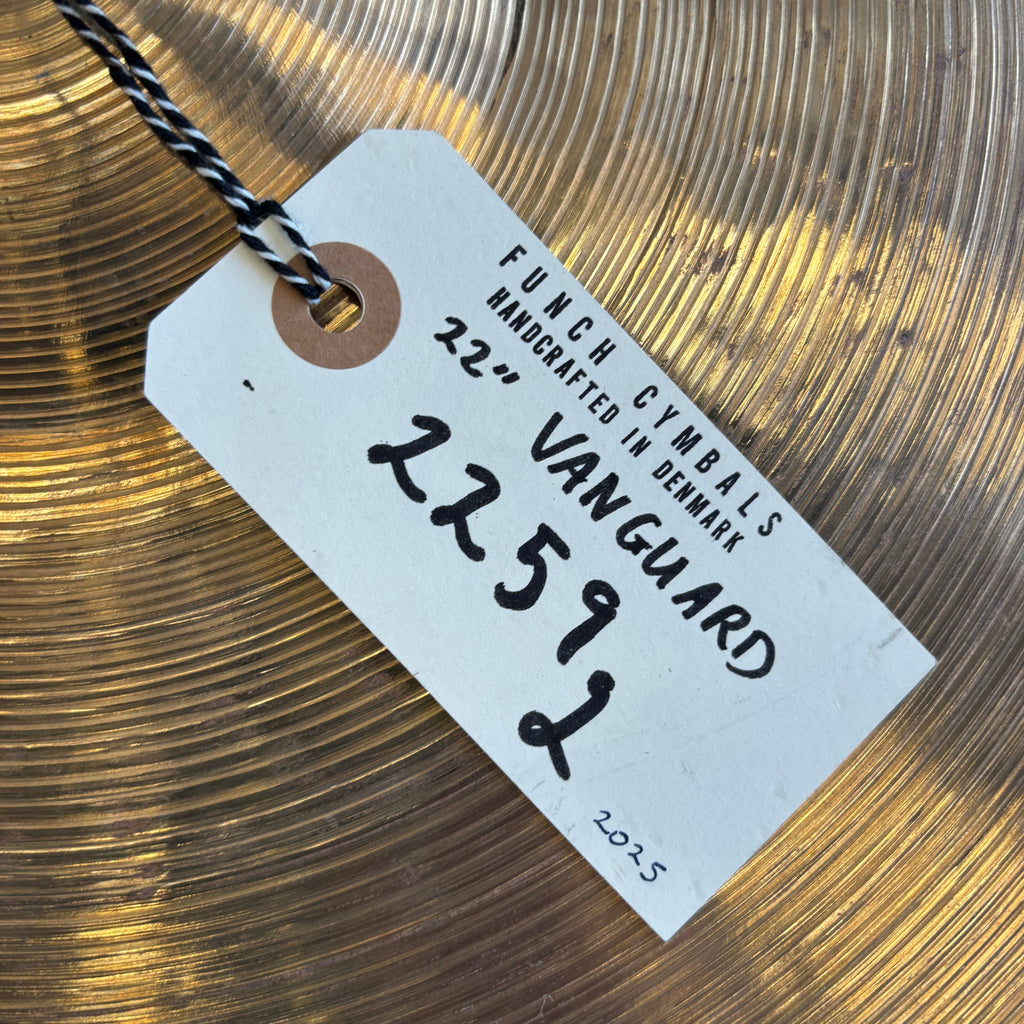 FUNCH CYMBALS
HANDCRAFTED IN DENMARK
22" VANGUARD
2259
2
2025